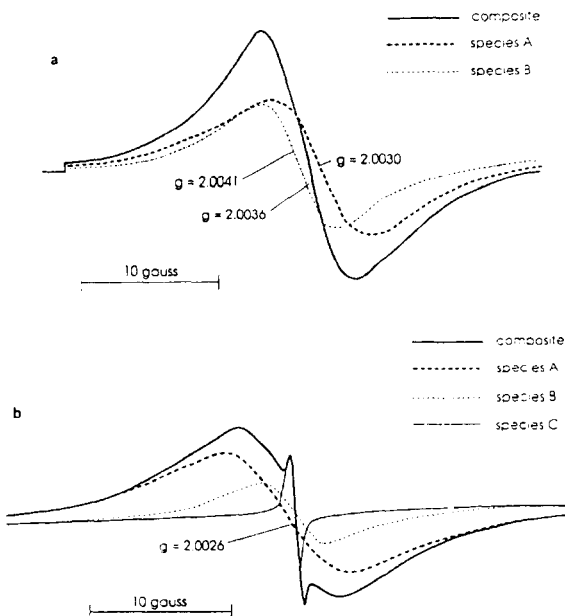 composite
species A
species B
a
g = 2.0030
g = 2.0041
g = 2.0036
10 gauss
composite
species A
species B
species C
b
g = 2.0026
10 gauss